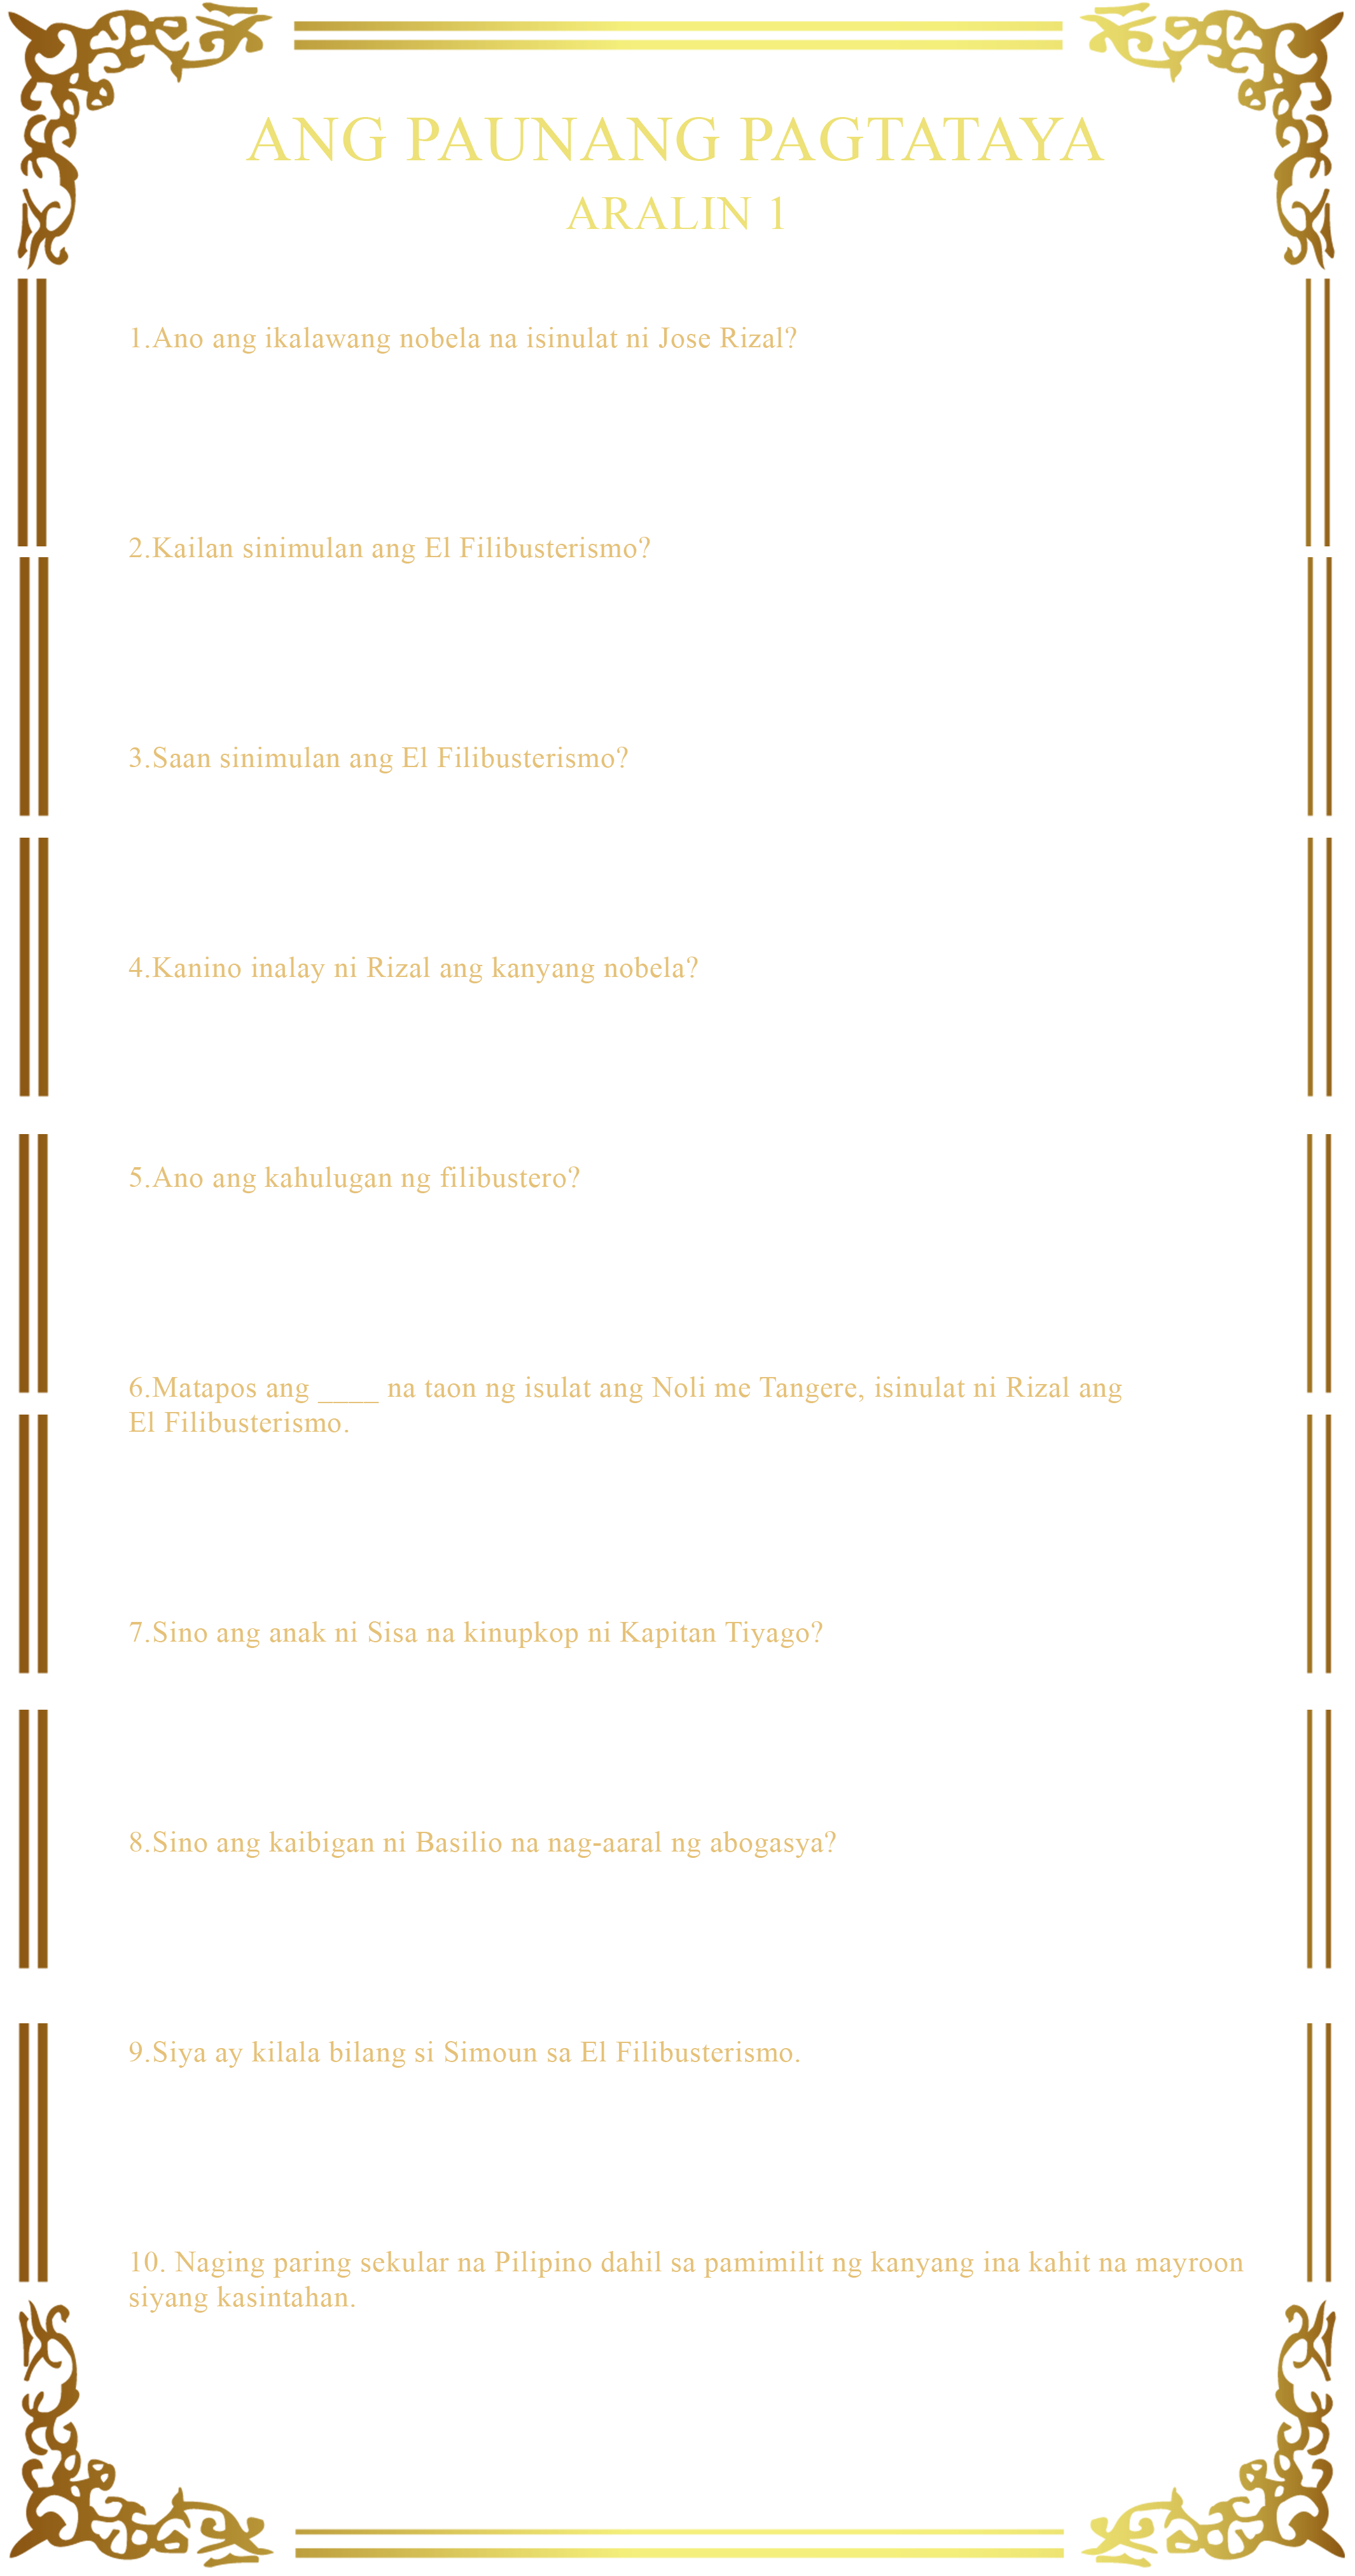 ANG PAUNANG PAGTATAYA
ARALIN 1
1.Ano ang ikalawang nobela na isinulat ni Jose Rizal?
2.Kailan sinimulan ang El Filibusterismo?
3.Saan sinimulan ang El Filibusterismo?
4.Kanino inalay ni Rizal ang kanyang nobela?
5.Ano ang kahulugan ng filibustero?
6.Matapos ang ____ na taon ng isulat ang Noli me Tangere, isinulat ni Rizal ang
El Filibusterismo.
7.Sino ang anak ni Sisa na kinupkop ni Kapitan Tiyago?
8.Sino ang kaibigan ni Basilio na nag-aaral ng abogasya?
9.Siya ay kilala bilang si Simoun sa El Filibusterismo.
10. Naging paring sekular na Pilipino dahil sa pamimilit ng kanyang ina kahit na mayroon
siyang kasintahan.